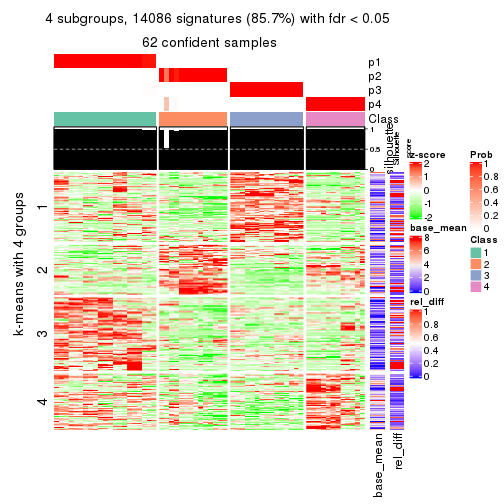 4 subgroups, 14086 signatures (85.7%) with fdr < 0.05
62 confident samples
p1
p2
p3
p4
Class
1
0.5
0
silhouette
Silhouette
score
k-means with 4 groups
1
2
3
4
base_mean
rel_diff
z-score
2
1
0
-1
-2
base_mean
8
6
4
2
0
rel_diff
1
0.8
0.6
0.4
0.2
0
Prob
1
0.8
0.6
0.4
0.2
0
Class
1
2
3
4